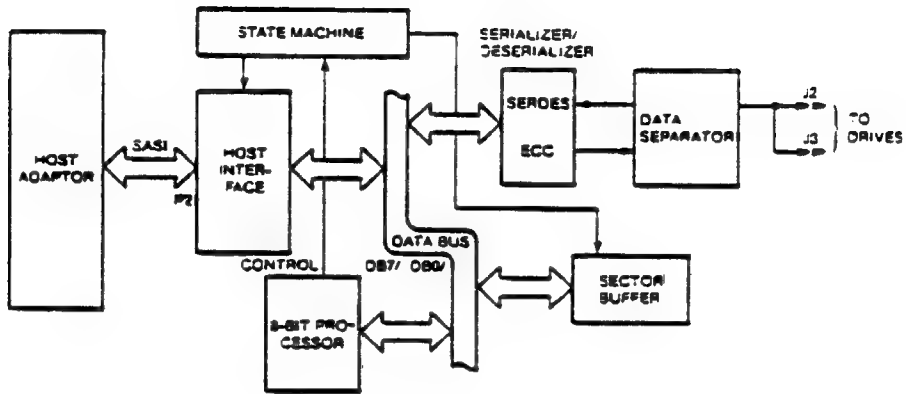 STATE MACHINE
SERIALIZER/
DESERIALIZER
HOST
ADAPTOR
SASI
HOST
INTER-
FACE
SERDES
ECC
DATA
SEPARATOR
J2
J3
TO
DRIVES
DATA BUS
DB7/ DB0/
CONTROL
8-BIT PRO-
CESSOR
SECTOR
BUFFER